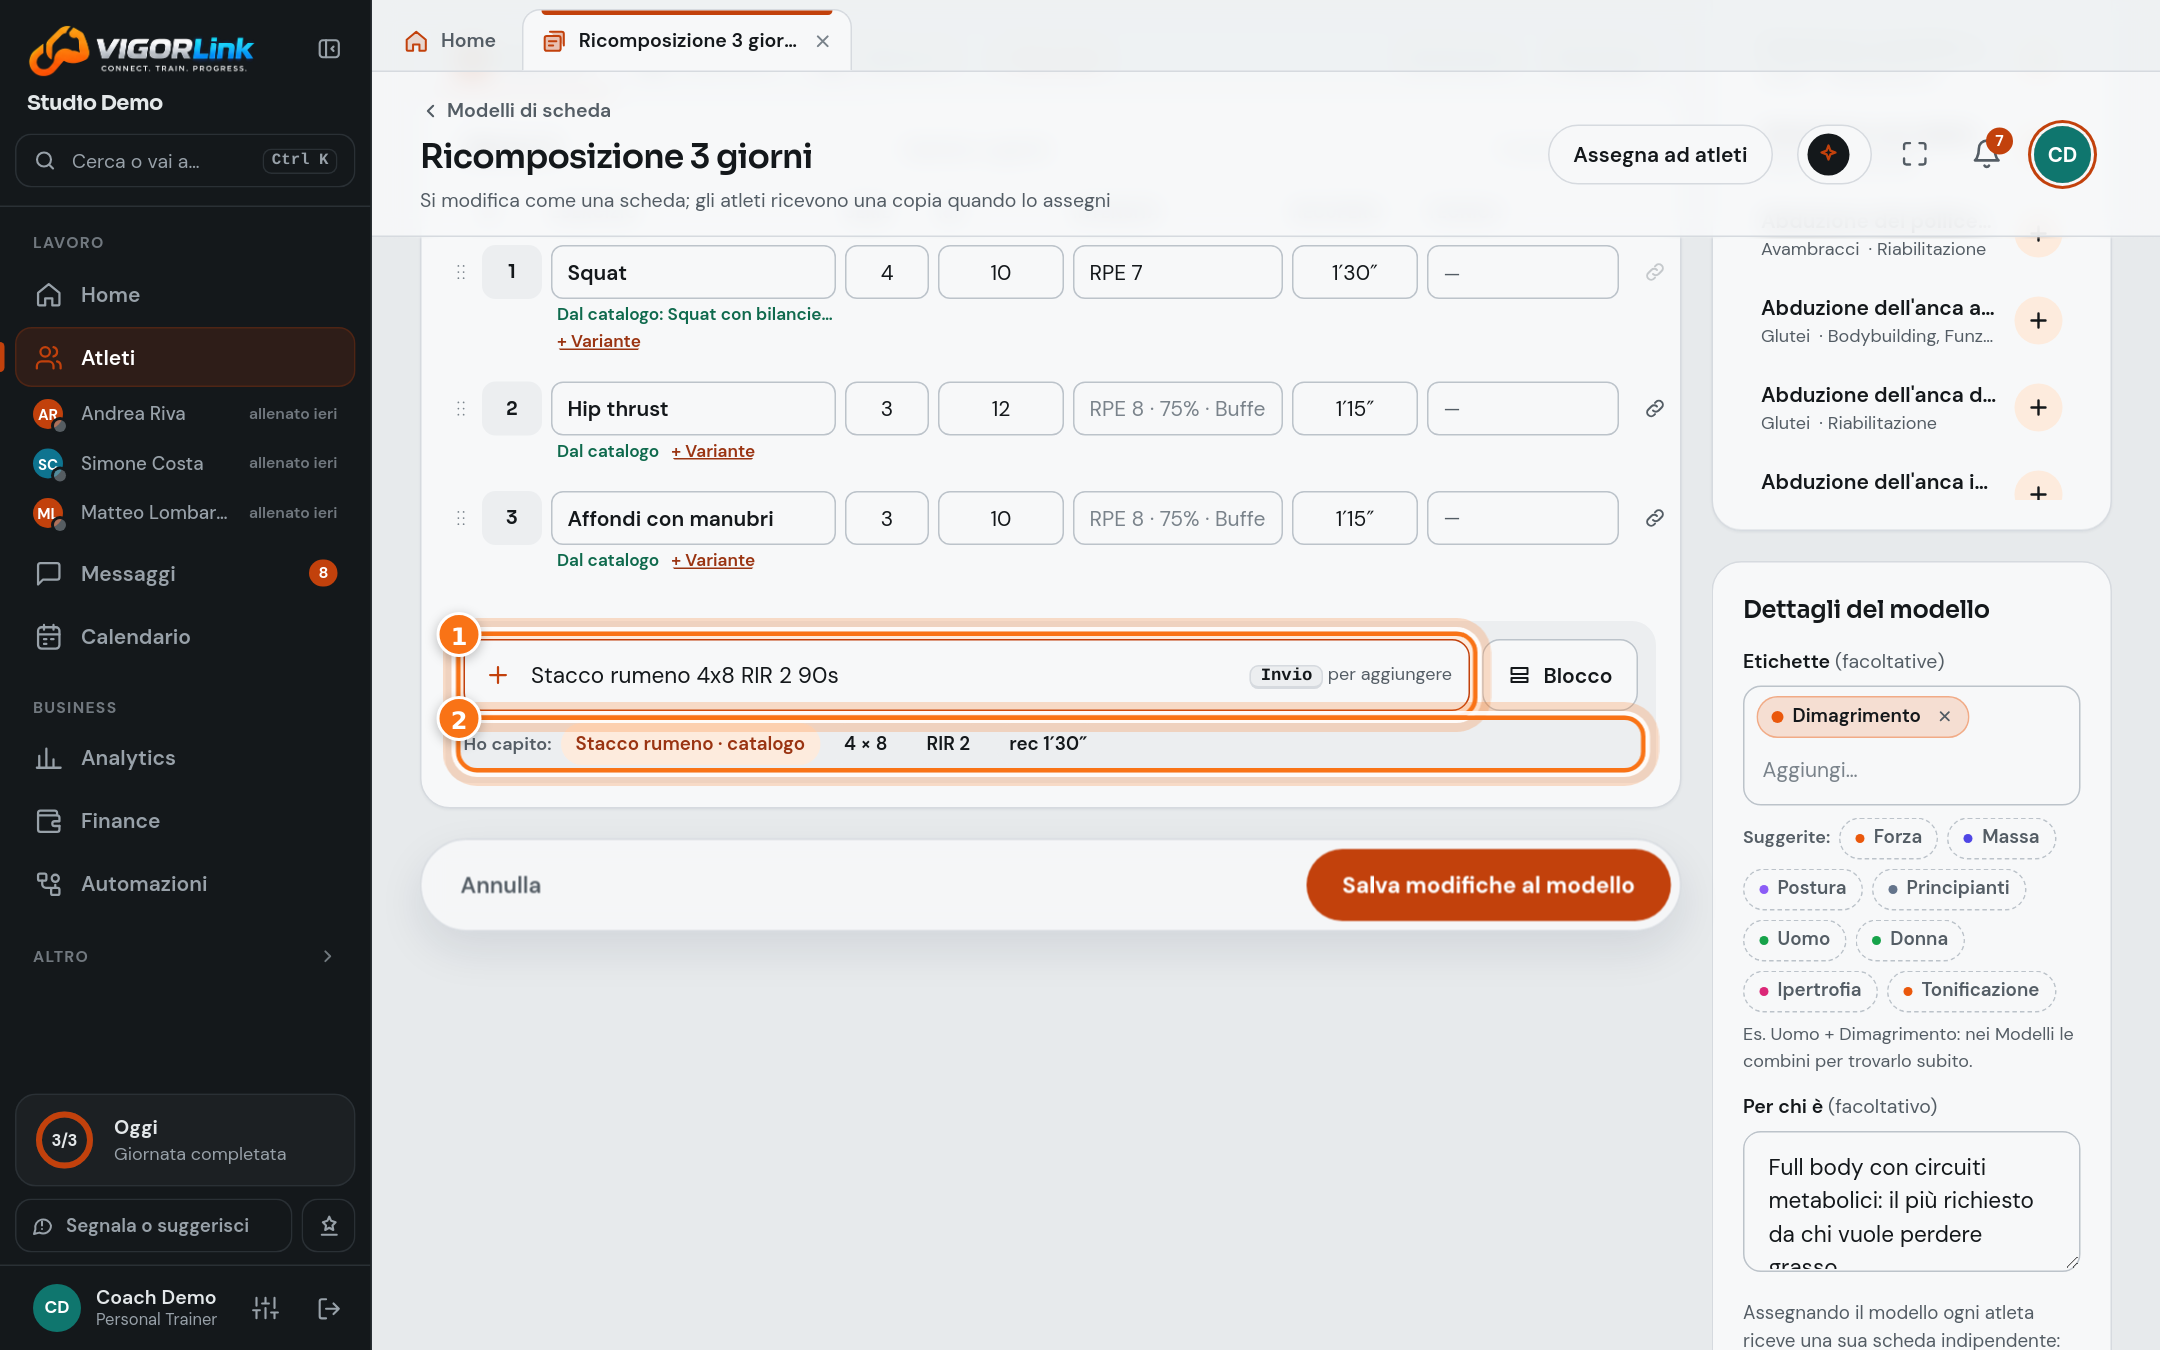 VIGORLink
CONNECT. TRAIN. PROGRESS.
Studio Demo
Cerca o vai a... Ctrl K
LAVORO
Home
Atleti
AR Andrea Riva allenato ieri
SC Simone Costa allenato ieri
ML Matteo Lombar... allenato ieri
Messaggi 8
Calendario
BUSINESS
Analytics
Finance
Automazioni
ALTRO
3/3 Oggi
Giornata completata
Segnala o suggerisci
CD Coach Demo
Personal Trainer
Home
Ricomposizione 3 gior...
Modelli di scheda
Ricomposizione 3 giorni
Si modifica come una scheda; gli atleti ricevono una copia quando lo assegni
Assegna ad atleti
7
CD
1 Squat 4 10 RPE 7 1′30″ —
Dal catalogo: Squat con bilancie...
+ Variante
2 Hip thrust 3 12 RPE 8 · 75% · Buffe 1′15″ —
Dal catalogo + Variante
3 Affondi con manubri 3 10 RPE 8 · 75% · Buffe 1′15″ —
Dal catalogo + Variante
1
+ Stacco rumeno 4x8 RIR 2 90s Invio per aggiungere
Blocco
2
Ho capito: Stacco rumeno · catalogo 4 × 8 RIR 2 rec 1′30″
Annulla
Salva modifiche al modello
Avambracci · Riabilitazione
Abduzione dell'anca a...
Glutei · Bodybuilding, Funz...
Abduzione dell'anca d...
Glutei · Riabilitazione
Abduzione dell'anca i...
Dettagli del modello
Etichette (facoltative)
Dimagrimento
Aggiungi...
Suggerite: Forza Massa
Postura Principianti
Uomo Donna
Ipertrofia Tonificazione
Es. Uomo + Dimagrimento: nei Modelli le
combini per trovarlo subito.
Per chi è (facoltativo)
Full body con circuiti
metabolici: il più richiesto
da chi vuole perdere
grasso
Assegnando il modello ogni atleta
riceve una sua scheda indipendente: